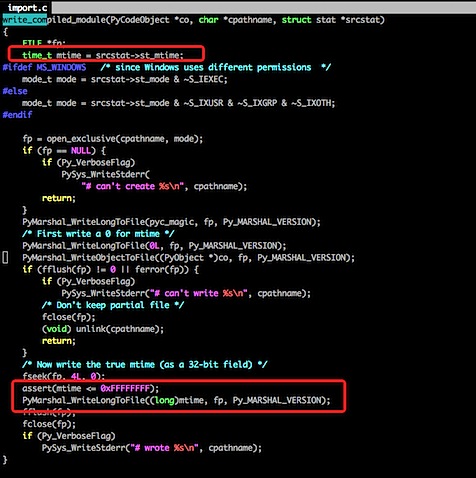 import.c
write_compiled_module(PyCodeObject *co, char *cpathname, struct stat *srcstat)
{
    FILE *fp;
    time_t mtime = srcstat->st_mtime;
#ifdef MS_WINDOWS   /* since Windows uses different permissions  */
    mode_t mode = srcstat->st_mode & ~S_IEXEC;
#else
    mode_t mode = srcstat->st_mode & ~S_IXUSR & ~S_IXGRP & ~S_IXOTH;
#endif
    fp = open_exclusive(cpathname, mode);
    if (fp == NULL) {
        if (Py_VerboseFlag)
            PySys_WriteStderr(
                "# can't create %s\n", cpathname);
        return;
    }
    PyMarshal_WriteLongToFile(pyc_magic, fp, Py_MARSHAL_VERSION);
    /* First write a 0 for mtime */
    PyMarshal_WriteLongToFile(0L, fp, Py_MARSHAL_VERSION);
    PyMarshal_WriteObjectToFile((PyObject *)co, fp, Py_MARSHAL_VERSION);
    if (fflush(fp) != 0 || ferror(fp)) {
        if (Py_VerboseFlag)
            PySys_WriteStderr("# can't write %s\n", cpathname);
        /* Don't keep partial file */
        fclose(fp);
        (void) unlink(cpathname);
        return;
    }
    /* Now write the true mtime (as a 32-bit field) */
    fseek(fp, 4L, 0);
    assert(mtime <= 0xFFFFFFFF);
    PyMarshal_WriteLongToFile((long)mtime, fp, Py_MARSHAL_VERSION);
    fflush(fp);
    fclose(fp);
    if (Py_VerboseFlag)
        PySys_WriteStderr("# wrote %s\n", cpathname);
}